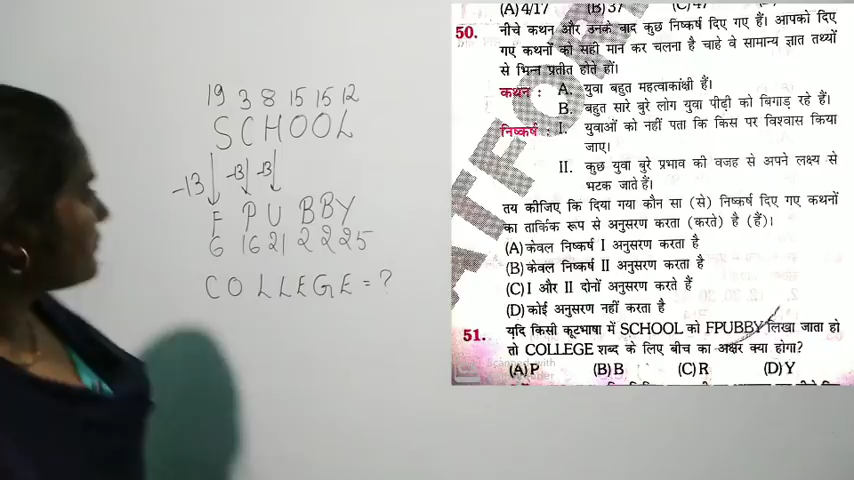 19 3 8 15 15 12
SCHOOL
-13 -13 -13
F P U B B Y
6 16 21 2 2 25
COLLEGE = ?
(A) 4/17 (B) 37 (C) 47
50. नीचे कथन और उनके बाद कुछ निष्कर्ष दिए गए हैं। आपको दिए
गए कथनों को सही मान कर चलना है चाहे वे सामान्य ज्ञात तथ्यों
से भिन्न प्रतीत होते हों।
कथन : A. युवा बहुत महत्वाकांक्षी हैं।
B. बहुत सारे बुरे लोग युवा पीढ़ी को बिगाड़ रहे हैं।
निष्कर्ष : I. युवाओं को नहीं पता कि किस पर विश्वास किया
जाए।
II. कुछ युवा बुरे प्रभाव की वजह से अपने लक्ष्य से
भटक जाते हैं।
तय कीजिए कि दिया गया कौन सा (से) निष्कर्ष दिए गए कथनों
का तार्किक रूप से अनुसरण करता (करते) है (हैं)।
(A) केवल निष्कर्ष I अनुसरण करता है
(B) केवल निष्कर्ष II अनुसरण करता है
(C) I और II दोनों अनुसरण करते हैं
(D) कोई अनुसरण नहीं करता है
51. यदि किसी कूटभाषा में SCHOOL को FPUBBY लिखा जाता हो
तो COLLEGE शब्द के लिए बीच का अक्षर क्या होगा?
Scanned with
(A) P (B) B (C) R (D) Y